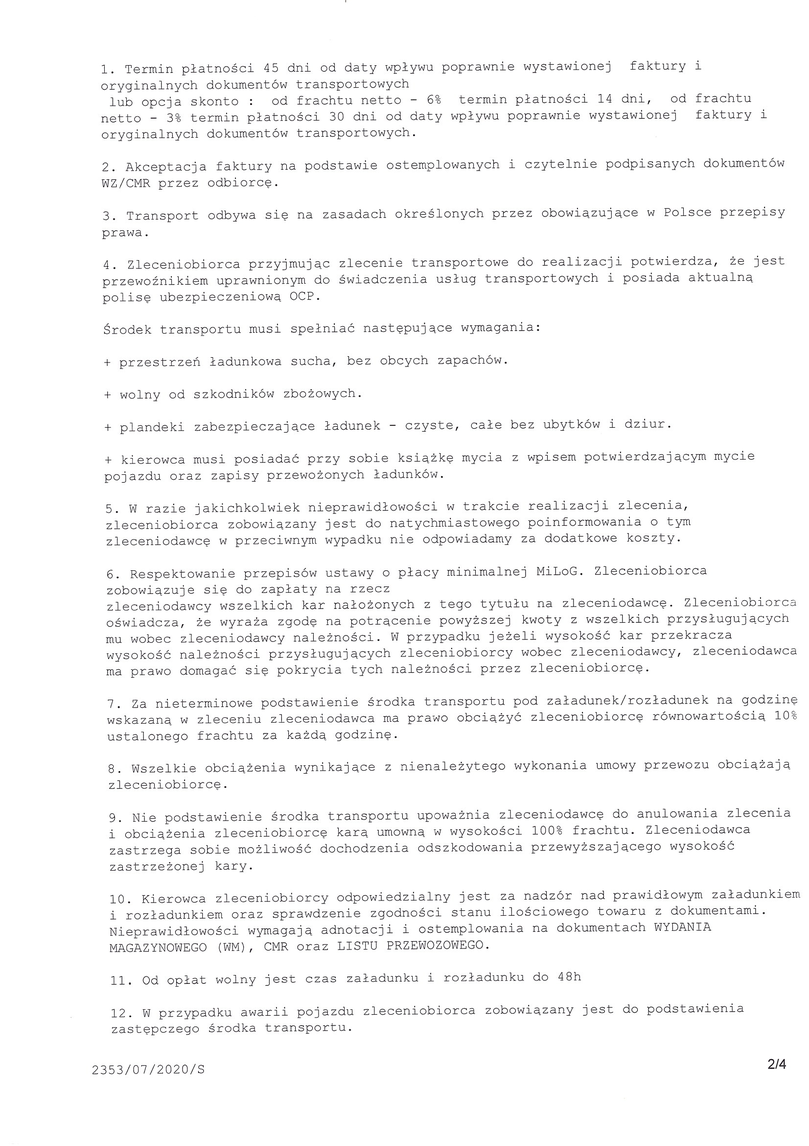 1. Termin płatności 45 dni od daty wpływu poprawnie wystawionej faktury i
oryginalnych dokumentów transportowych
lub opcja skonto : od frachtu netto - 6% termin płatności 14 dni, od frachtu
netto - 3% termin płatności 30 dni od daty wpływu poprawnie wystawionej faktury i
oryginalnych dokumentów transportowych.
2. Akceptacja faktury na podstawie ostemplowanych i czytelnie podpisanych dokumentów
WZ/CMR przez odbiorcę.
3. Transport odbywa się na zasadach określonych przez obowiązujące w Polsce przepisy
prawa.
4. Zleceniobiorca przyjmując zlecenie transportowe do realizacji potwierdza, że jest
przewoźnikiem uprawnionym do świadczenia usług transportowych i posiada aktualną
polisę ubezpieczeniową OCP.
Środek transportu musi spełniać następujące wymagania:
+ przestrzeń ładunkowa sucha, bez obcych zapachów.
+ wolny od szkodników zbożowych.
+ plandeki zabezpieczające ładunek - czyste, całe bez ubytków i dziur.
+ kierowca musi posiadać przy sobie książkę mycia z wpisem potwierdzającym mycie
pojazdu oraz zapisy przewożonych ładunków.
5. W razie jakichkolwiek nieprawidłowości w trakcie realizacji zlecenia,
zleceniobiorca zobowiązany jest do natychmiastowego poinformowania o tym
zleceniodawcę w przeciwnym wypadku nie odpowiadamy za dodatkowe koszty.
6. Respektowanie przepisów ustawy o płacy minimalnej MiLoG. Zleceniobiorca
zobowiązuje się do zapłaty na rzecz
zleceniodawcy wszelkich kar nałożonych z tego tytułu na zleceniodawcę. Zleceniobiorca
oświadcza, że wyraża zgodę na potrącenie powyższej kwoty z wszelkich przysługujących
mu wobec zleceniodawcy należności. W przypadku jeżeli wysokość kar przekracza
wysokość należności przysługujących zleceniobiorcy wobec zleceniodawcy, zleceniodawca
ma prawo domagać się pokrycia tych należności przez zleceniobiorcę.
7. Za nieterminowe podstawienie środka transportu pod załadunek/rozładunek na godzinę
wskazaną w zleceniu zleceniodawca ma prawo obciążyć zleceniobiorcę równowartością 10%
ustalonego frachtu za każdą godzinę.
8. Wszelkie obciążenia wynikające z nienależytego wykonania umowy przewozu obciążają
zleceniobiorcę.
9. Nie podstawienie środka transportu upoważnia zleceniodawcę do anulowania zlecenia
i obciążenia zleceniobiorcę karą umowną w wysokości 100% frachtu. Zleceniodawca
zastrzega sobie możliwość dochodzenia odszkodowania przewyższającego wysokość
zastrzeżonej kary.
10. Kierowca zleceniobiorcy odpowiedzialny jest za nadzór nad prawidłowym załadunkiem
i rozładunkiem oraz sprawdzenie zgodności stanu ilościowego towaru z dokumentami.
Nieprawidłowości wymagają adnotacji i ostemplowania na dokumentach WYDANIA
MAGAZYNOWEGO (WM), CMR oraz LISTU PRZEWOZOWEGO.
11. Od opłat wolny jest czas załadunku i rozładunku do 48h
12. W przypadku awarii pojazdu zleceniobiorca zobowiązany jest do podstawienia
zastępczego środka transportu.
2353/07/2020/S
2/4